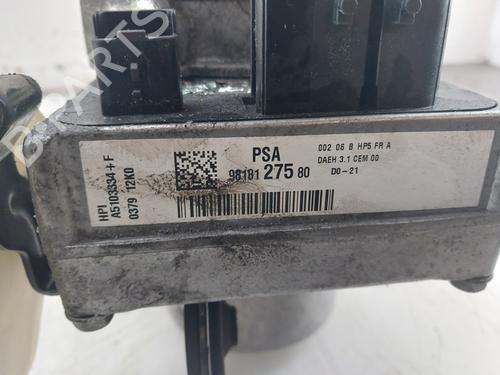 PSA
98181 275 80
002 06 B HP5 FR A
DAEH 3.1 CEM 00
D0-21
HPI
A5103334+F
0379 12K0
B-PARTS